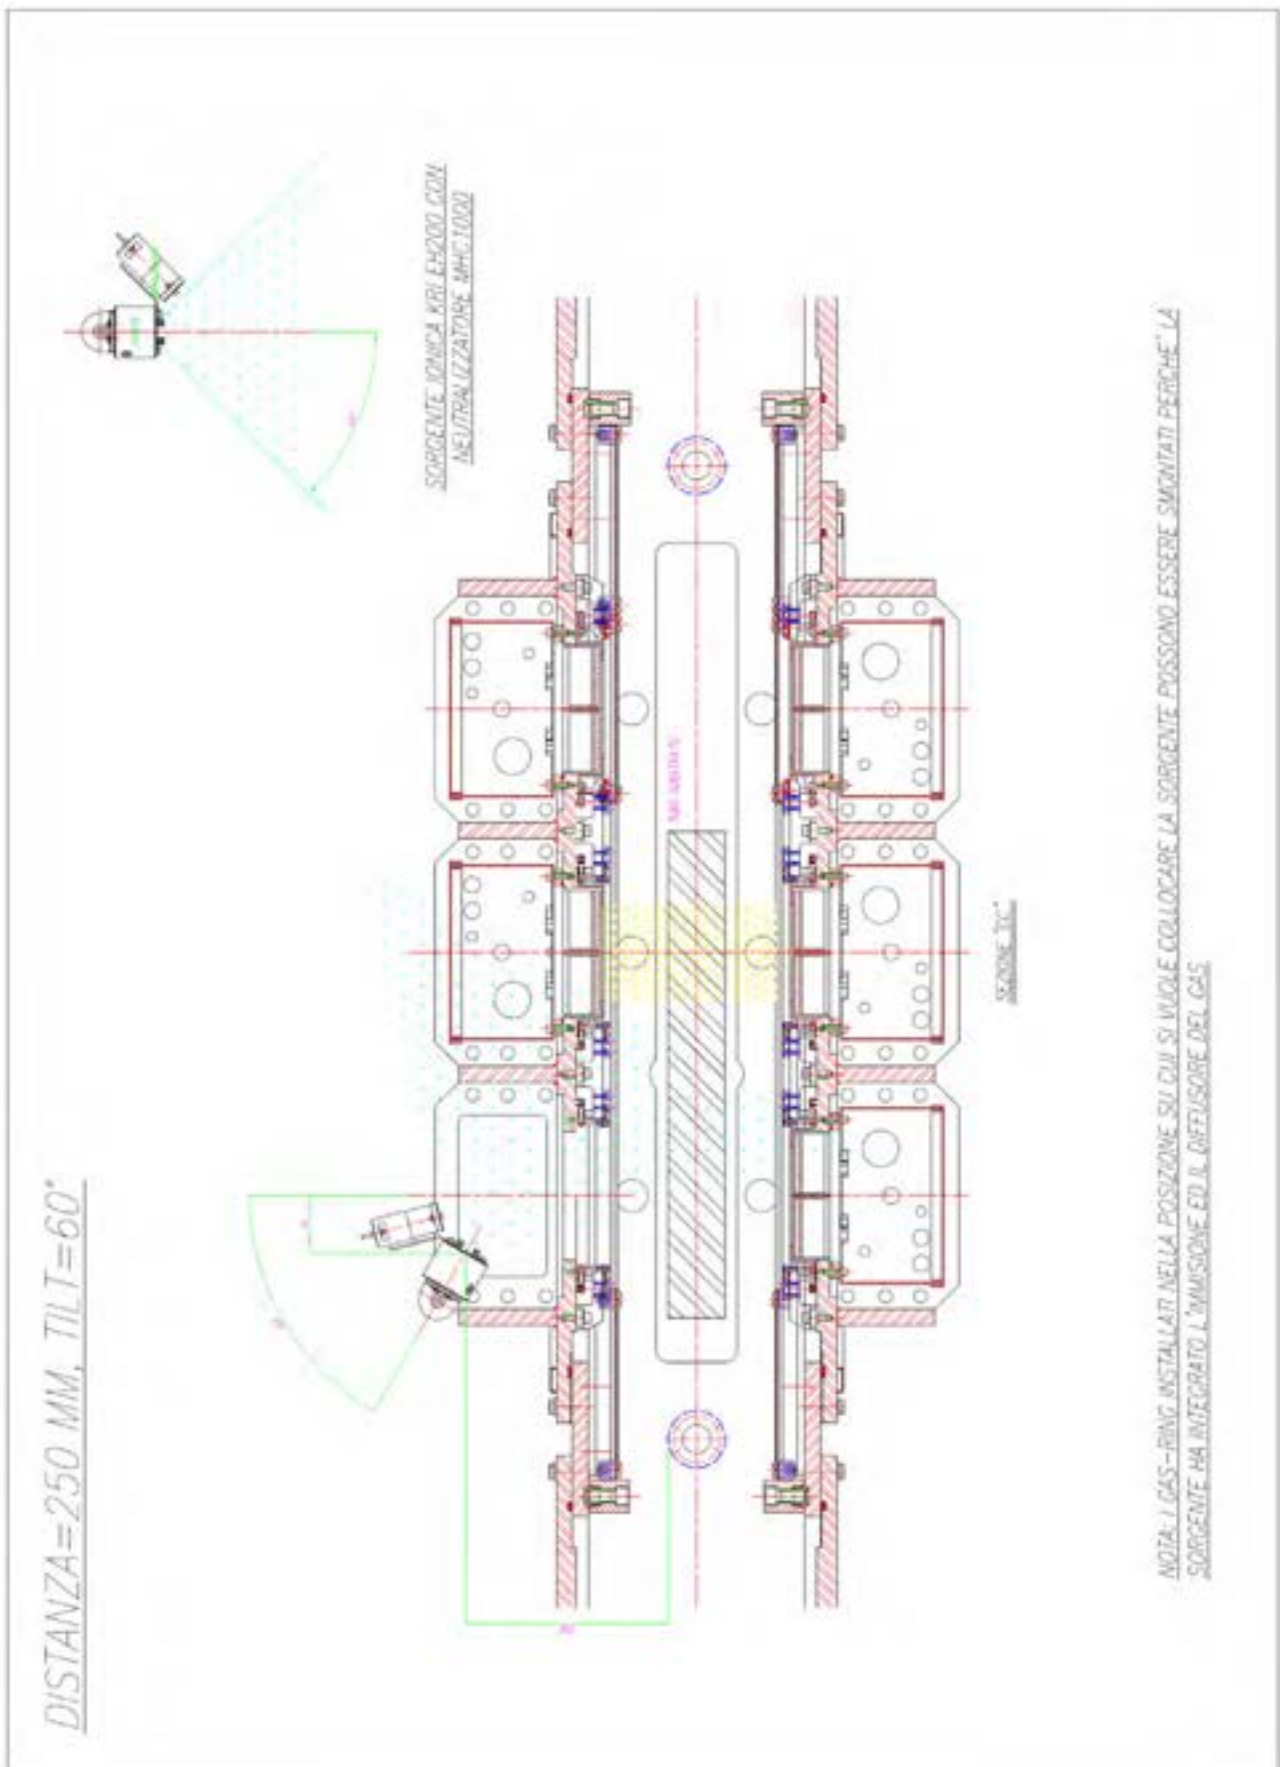 DISTANZA=250 MM, TILT=60°
SORGENTE IONICA KRI EH200 CON
NEUTRALIZZATORE MHC1000
SEZIONE
NOTA: I GAS-RING INSTALLATI NELLA POSIZIONE SU CUI SI VUOLE COLLOCARE LA SORGENTE POSSONO ESSERE SMONTATI PERCHE' LA
SORGENTE HA INTEGRATO L'IMMISIONE ED IL DIFFUSORE DEL GAS